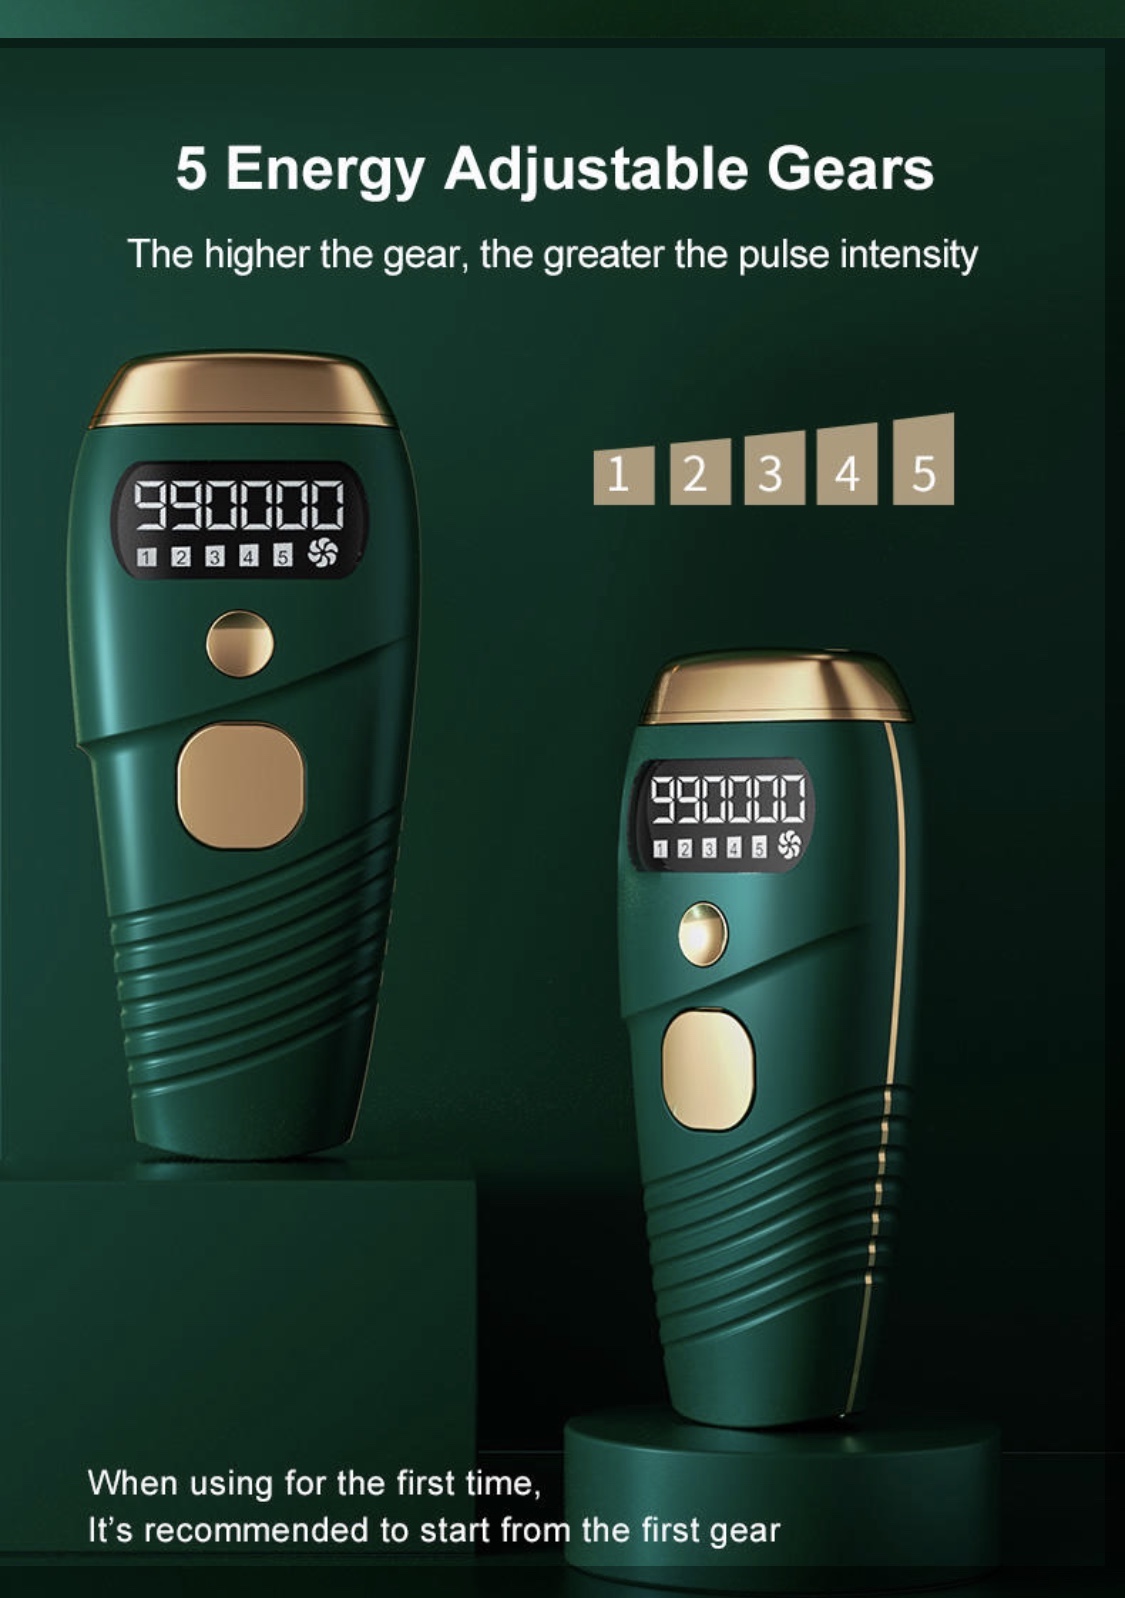 5 Energy Adjustable Gears
The higher the gear, the greater the pulse intensity
990000
1 2 3 4 5
1 2 3 4 5
990000
1 2 3 4 5
When using for the first time,
It's recommended to start from the first gear